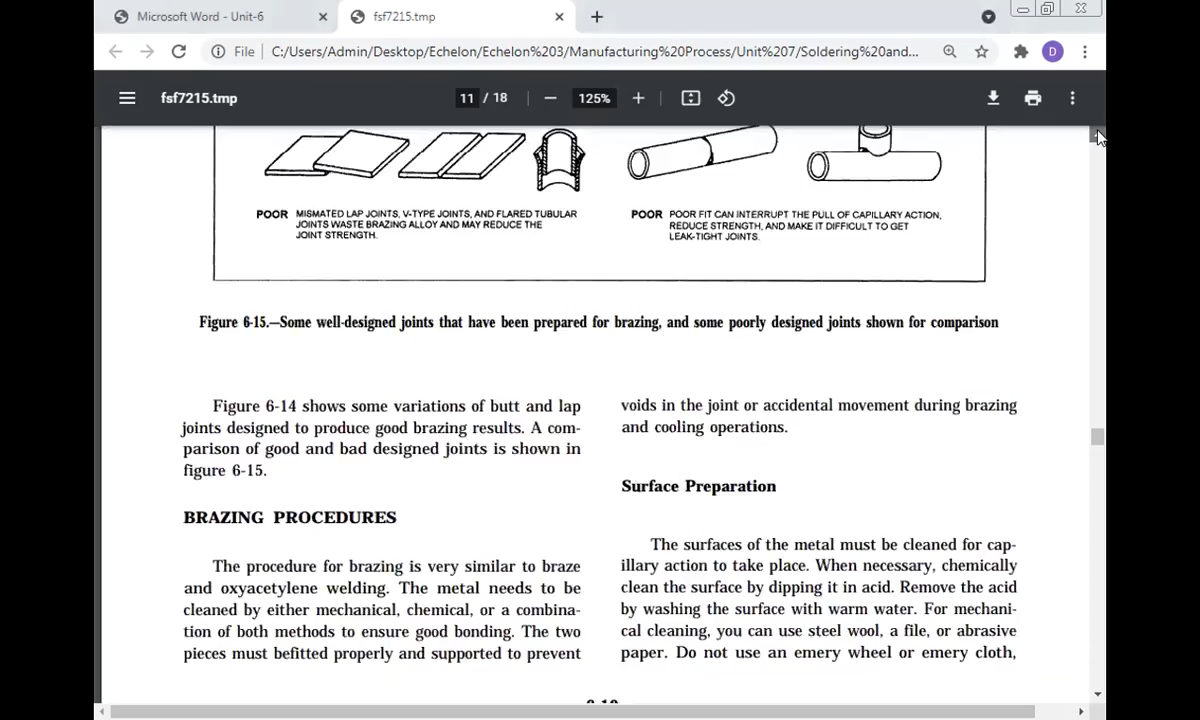 Microsoft Word - Unit-6
fsf7215.tmp
File
C:/Users/Admin/Desktop/Echelon/Echelon%203/Manufacturing%20Process/Unit%207/Soldering%20and...
D
fsf7215.tmp
11 / 18
125%
POOR MISMATED LAP JOINTS, V-TYPE JOINTS, AND FLARED TUBULAR
JOINTS WASTE BRAZING ALLOY AND MAY REDUCE THE
JOINT STRENGTH.
POOR POOR FIT CAN INTERRUPT THE PULL OF CAPILLARY ACTION,
REDUCE STRENGTH, AND MAKE IT DIFFICULT TO GET
LEAK-TIGHT JOINTS.
Figure 6-15.—Some well-designed joints that have been prepared for brazing, and some poorly designed joints shown for comparison
Figure 6-14 shows some variations of butt and lap
joints designed to produce good brazing results. A com-
parison of good and bad designed joints is shown in
figure 6-15.
BRAZING PROCEDURES
The procedure for brazing is very similar to braze
and oxyacetylene welding. The metal needs to be
cleaned by either mechanical, chemical, or a combina-
tion of both methods to ensure good bonding. The two
pieces must befitted properly and supported to prevent
voids in the joint or accidental movement during brazing
and cooling operations.
Surface Preparation
The surfaces of the metal must be cleaned for cap-
illary action to take place. When necessary, chemically
clean the surface by dipping it in acid. Remove the acid
by washing the surface with warm water. For mechani-
cal cleaning, you can use steel wool, a file, or abrasive
paper. Do not use an emery wheel or emery cloth,